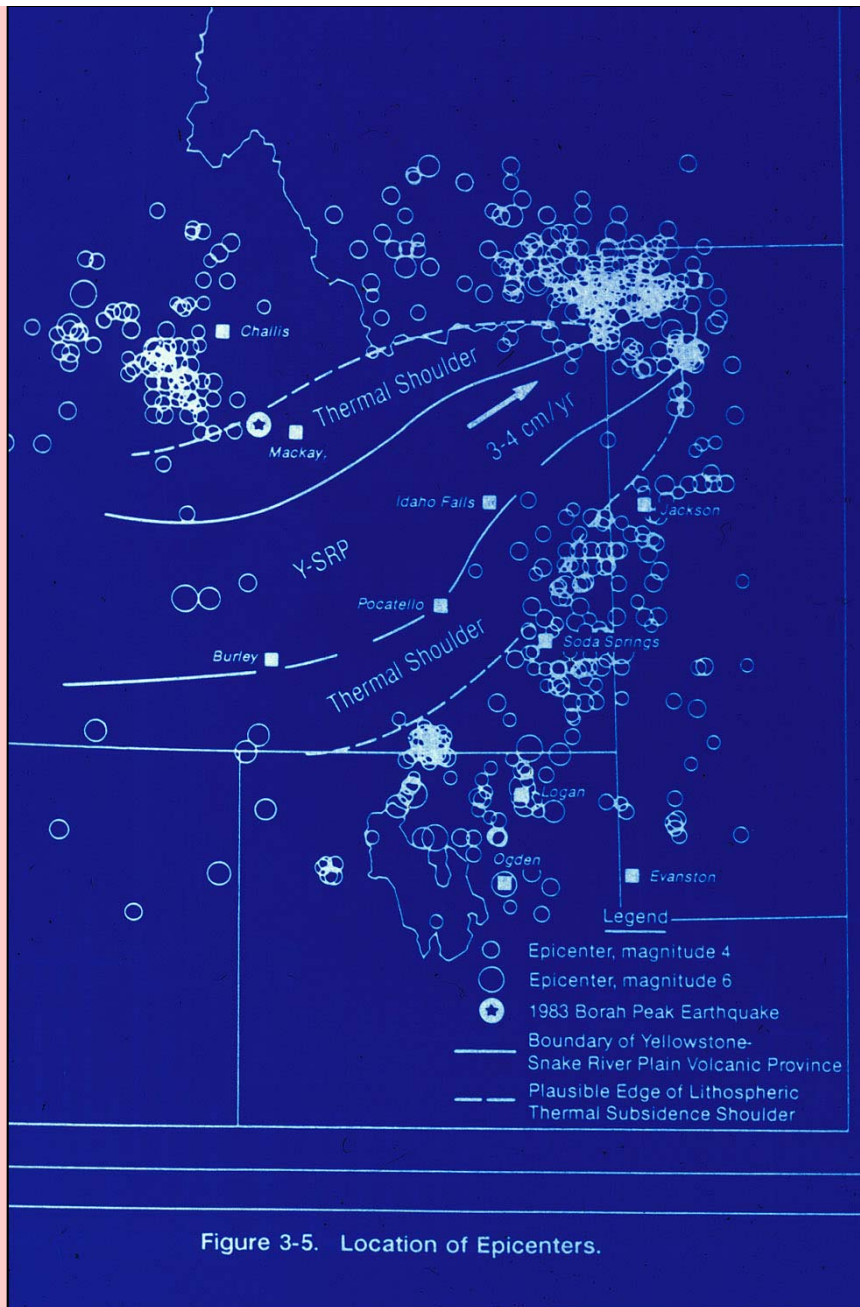 Challis
Thermal Shoulder
3-4 cm/yr
Mackay.
Idaho Falls
Jackson
Y-SRP
Pocatello
Burley
Thermal Shoulder
Soda Springs
Logan
Ogden
Evanston
Legend
Epicenter, magnitude 4
Epicenter, magnitude 6
1983 Borah Peak Earthquake
Boundary of Yellowstone-
Snake River Plain Volcanic Province
Plausible Edge of Lithospheric
Thermal Subsidence Shoulder
Figure 3-5. Location of Epicenters.